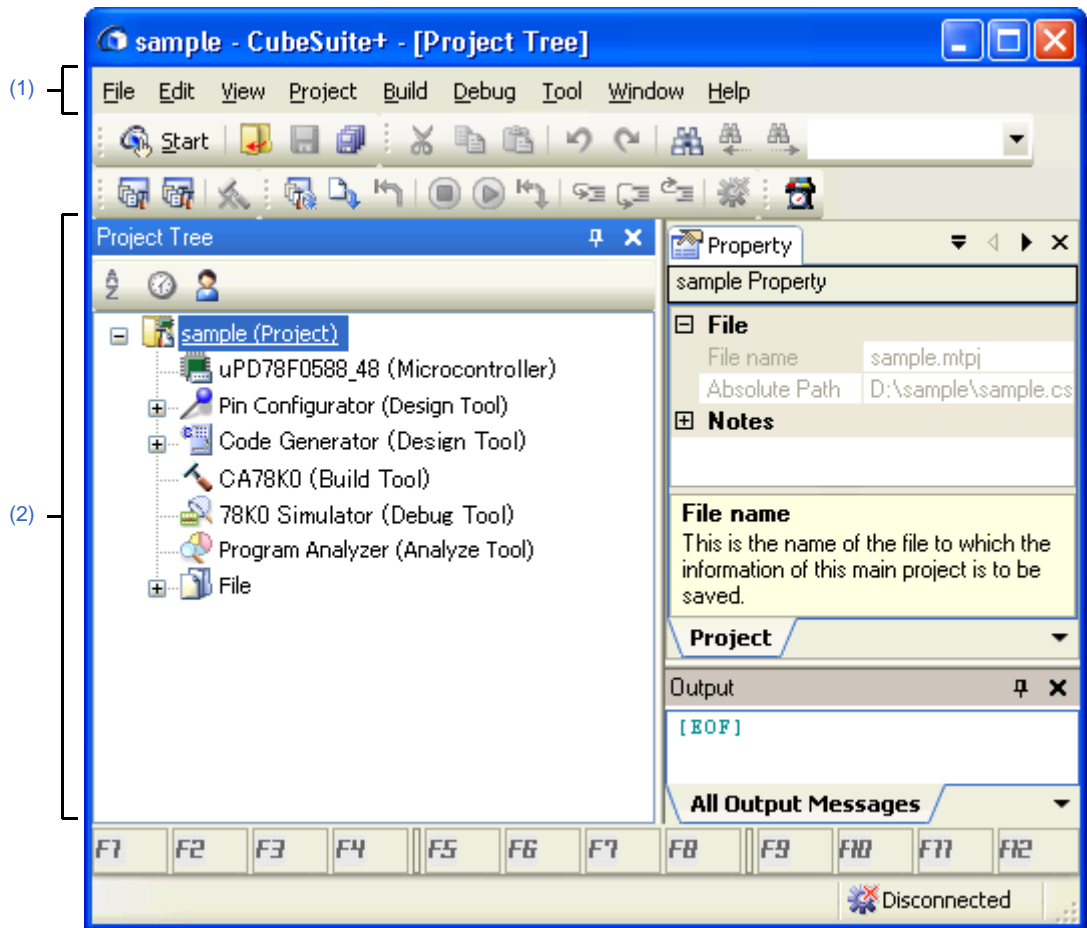 sample - CubeSuite+ - [Project Tree]
(1)
File Edit View Project Build Debug Tool Window Help
Start
Project Tree
sample (Project)
uPD78F0588_48 (Microcontroller)
Pin Configurator (Design Tool)
Code Generator (Design Tool)
CA78K0 (Build Tool)
78K0 Simulator (Debug Tool)
Program Analyzer (Analyze Tool)
File
(2)
Property
sample Property
File
File name sample.mtpj
Absolute Path D:\sample\sample.cs
Notes
File name
This is the name of the file to which the
information of this main project is to be
saved.
Project
Output
[EOF]
All Output Messages
F1 F2 F3 F4 F5 F6 F7 F8 F9 F10 F11 F12
Disconnected